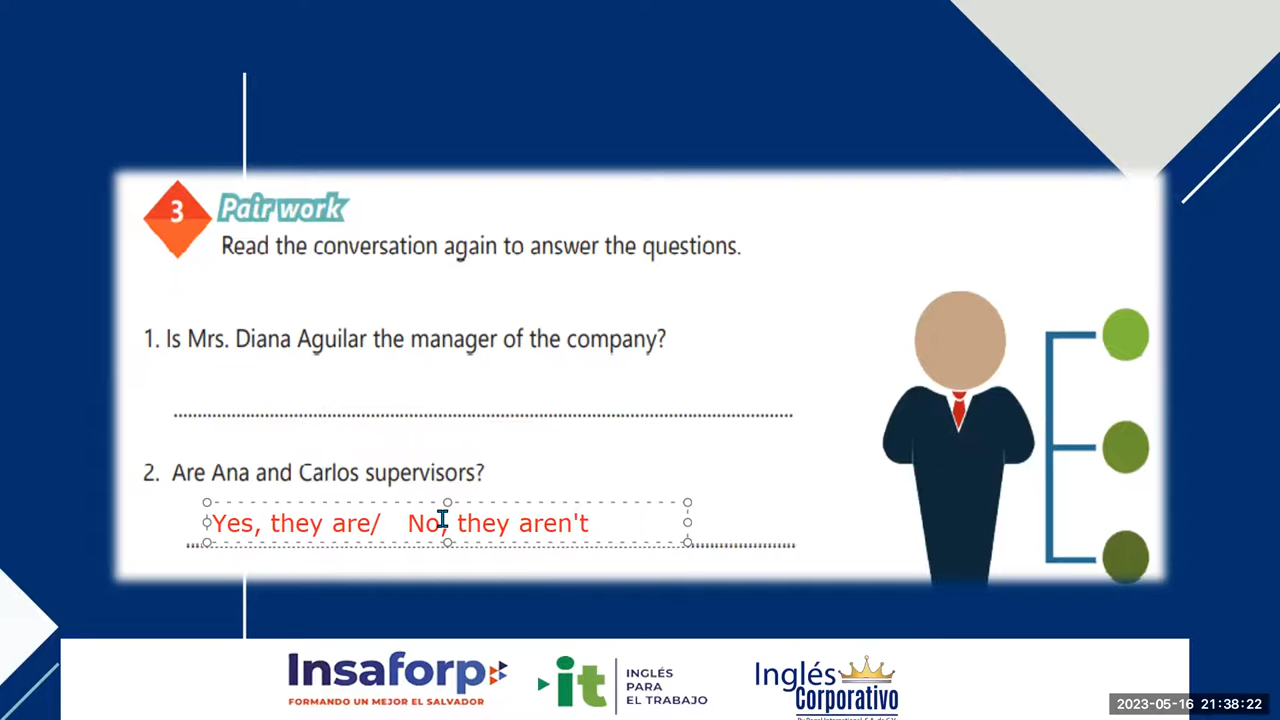 3 Pair work
Read the conversation again to answer the questions.
1. Is Mrs. Diana Aguilar the manager of the company?
2. Are Ana and Carlos supervisors?
Yes, they are/ No, they aren't
Insaforp
FORMANDO UN MEJOR EL SALVADOR
it
INGLÉS
PARA
EL TRABAJO
Inglés
Corporativo
2023-05-16 21:38:22